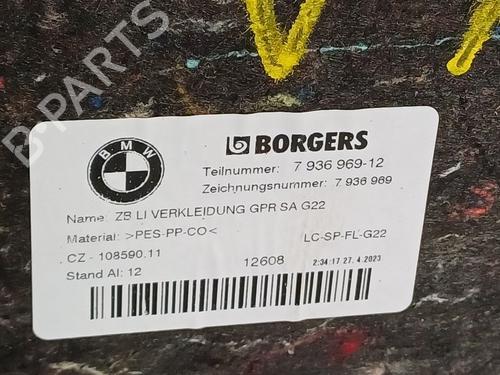 BMW
BORGERS
Teilnummer: 7 936 969-12
Zeichnungsnummer: 7 936 969
Name: ZB LI VERKLEIDUNG GPR SA G22
Material: >PES-PP-CO< LC-SP-FL-G22
CZ - 108590.11
Stand AI: 12 12608 2:34:17 27. 4.2023
B-PARTS